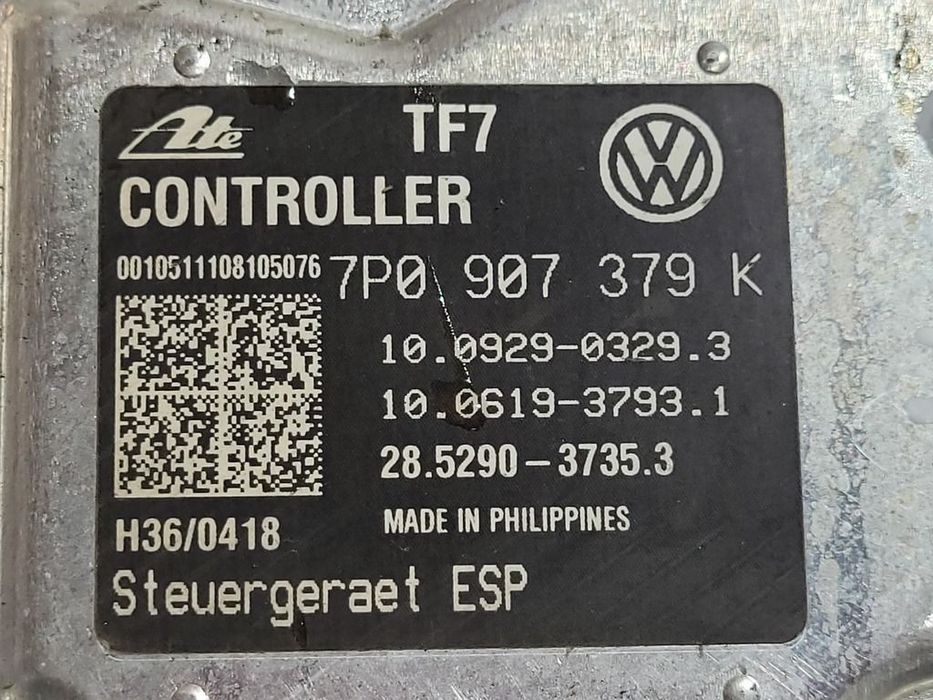 Ate TF7
CONTROLLER
0010511108105076 7P0 907 379 K
10.0929-0329.3
10.0619-3793.1
28.5290-3735.3
H36/0418 MADE IN PHILIPPINES
Steuergeraet ESP